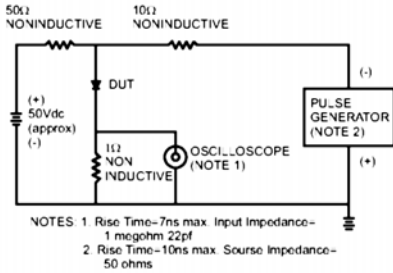 50Ω
NONINDUCTIVE
10Ω
NONINDUCTIVE
(+)
50Vdc
(approx)
(-)
DUT
1Ω
NON
INDUCTIVE
OSCILLOSCOPE
(NOTE 1)
(-)
PULSE
GENERATOR
(NOTE 2)
(+)
NOTES: 1. Rise Time=7ns max. Input Impedance=
1 megohm 22pf
2. Rise Time=10ns max. Sourse Impedance=
50 ohms